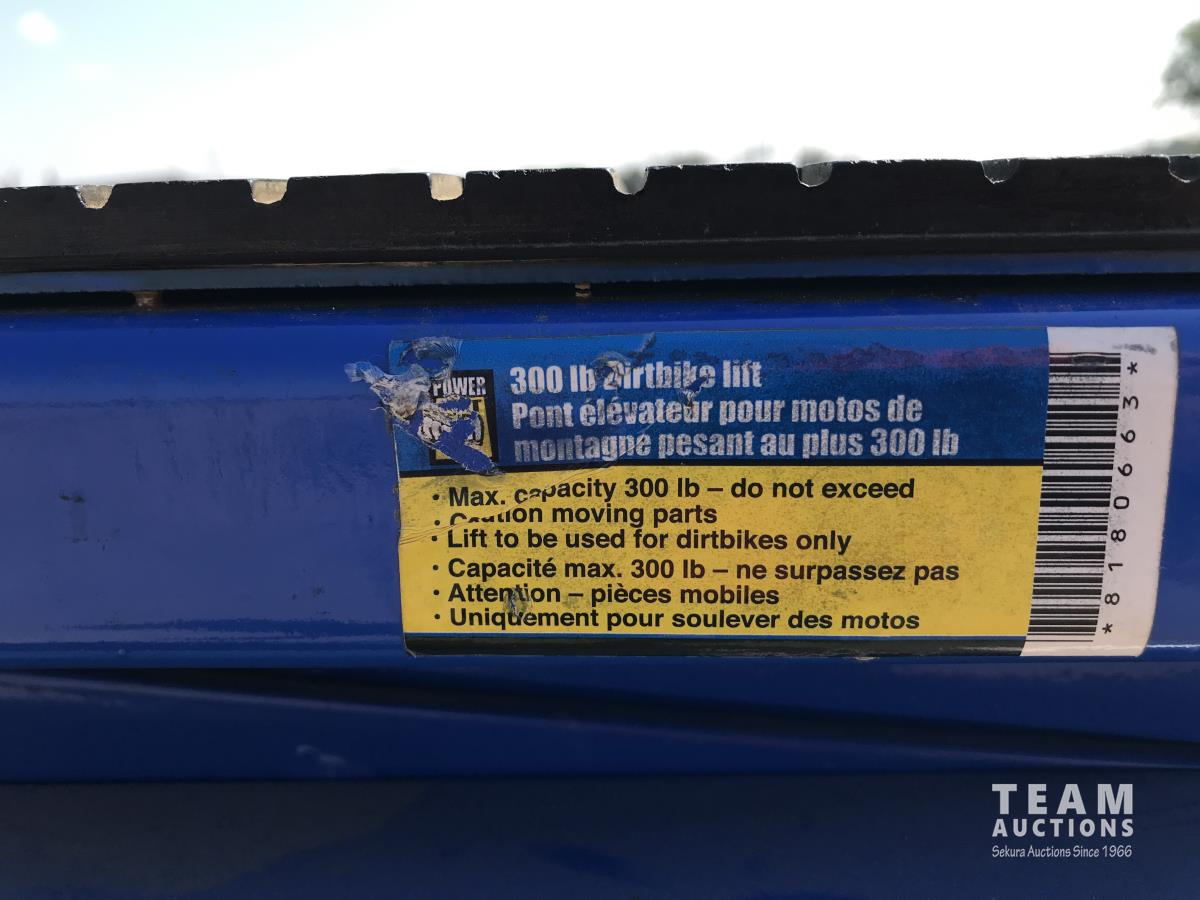 POWER
300 lb Dirtbike lift
Pont élévateur pour motos de
montagne pesant au plus 300 lb
• Max. capacity 300 lb – do not exceed
• Caution moving parts
• Lift to be used for dirtbikes only
• Capacité max. 300 lb – ne surpassez pas
• Attention – pièces mobiles
• Uniquement pour soulever des motos
*8180663*
TEAM
AUCTIONS
Sekura Auctions Since 1966